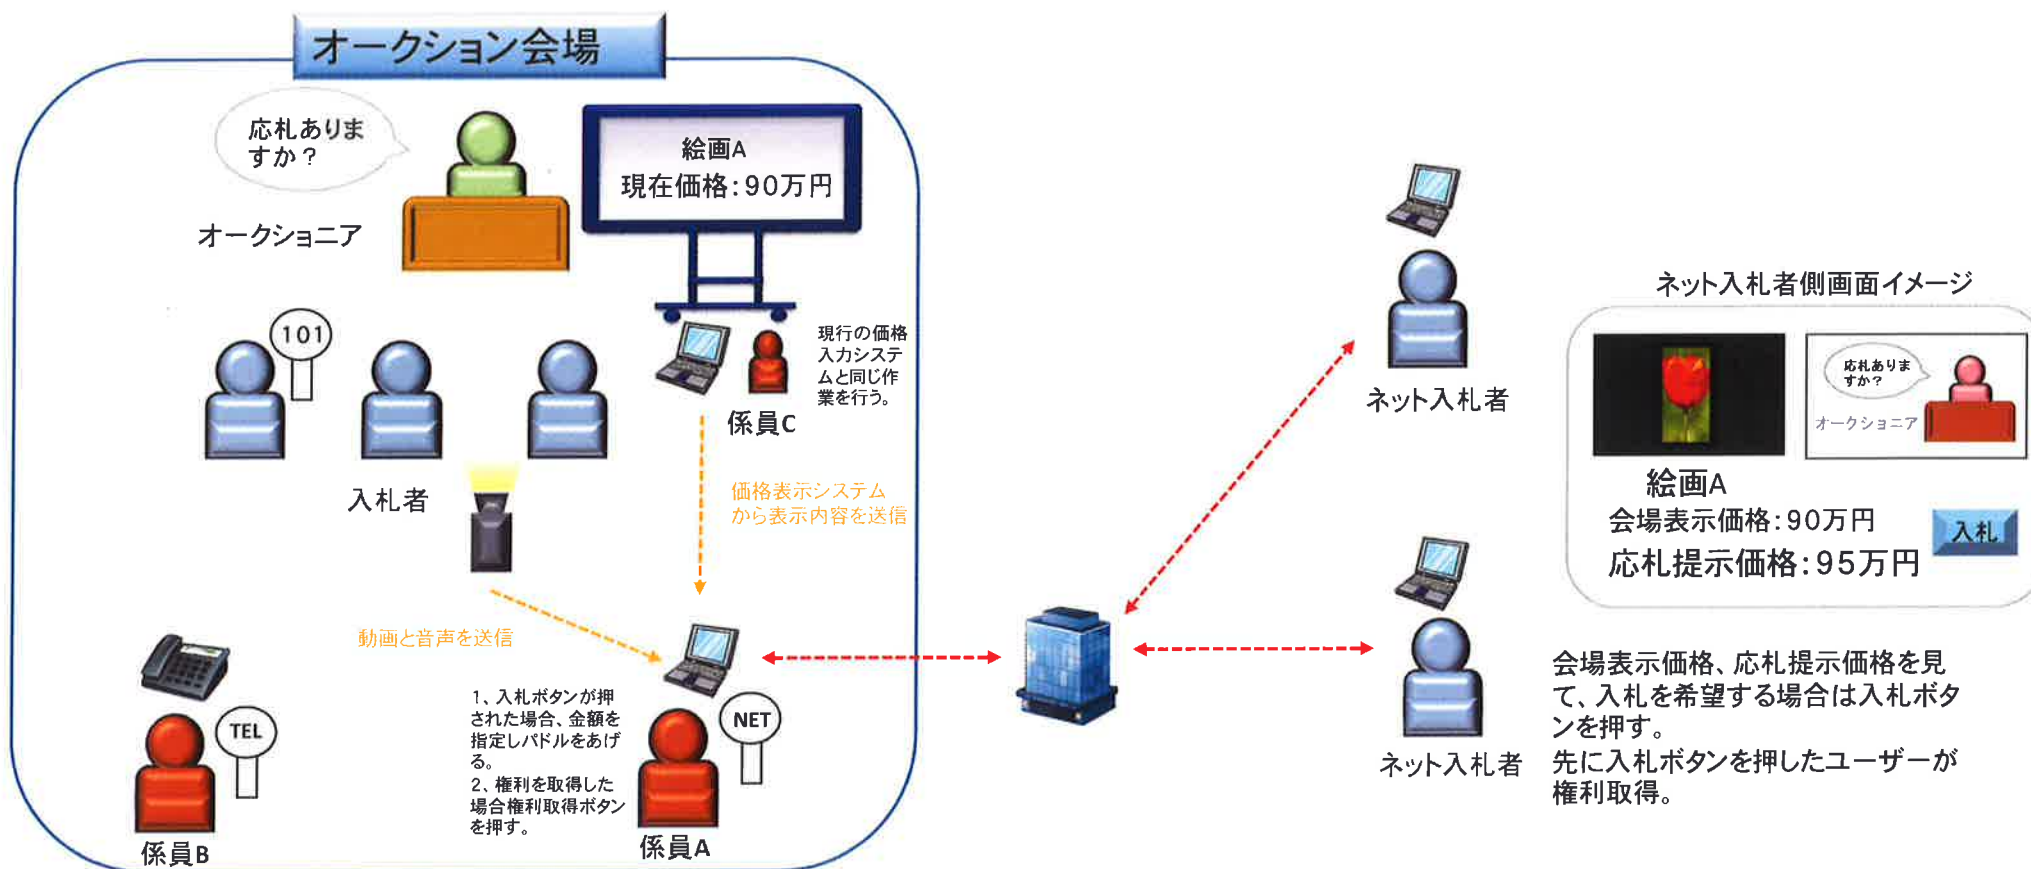 オークション会場
応札ありま
すか？
オークショニア
絵画A
現在価格：90万円
101
入札者
現行の価格
入力システ
ムと同じ作
業を行う。
係員C
価格表示システム
から表示内容を送信
動画と音声を送信
TEL
係員B
1、入札ボタンが押
された場合、金額を
指定しパドルをあげ
る。
2、権利を取得した
場合権利取得ボタン
を押す。
NET
係員A
ネット入札者
ネット入札者
ネット入札者側画面イメージ
応札ありま
すか？
オークショニア
絵画A
会場表示価格：90万円
応札提示価格：95万円
入札
会場表示価格、応札提示価格を見
て、入札を希望する場合は入札ボタ
ンを押す。
先に入札ボタンを押したユーザーが
権利取得。